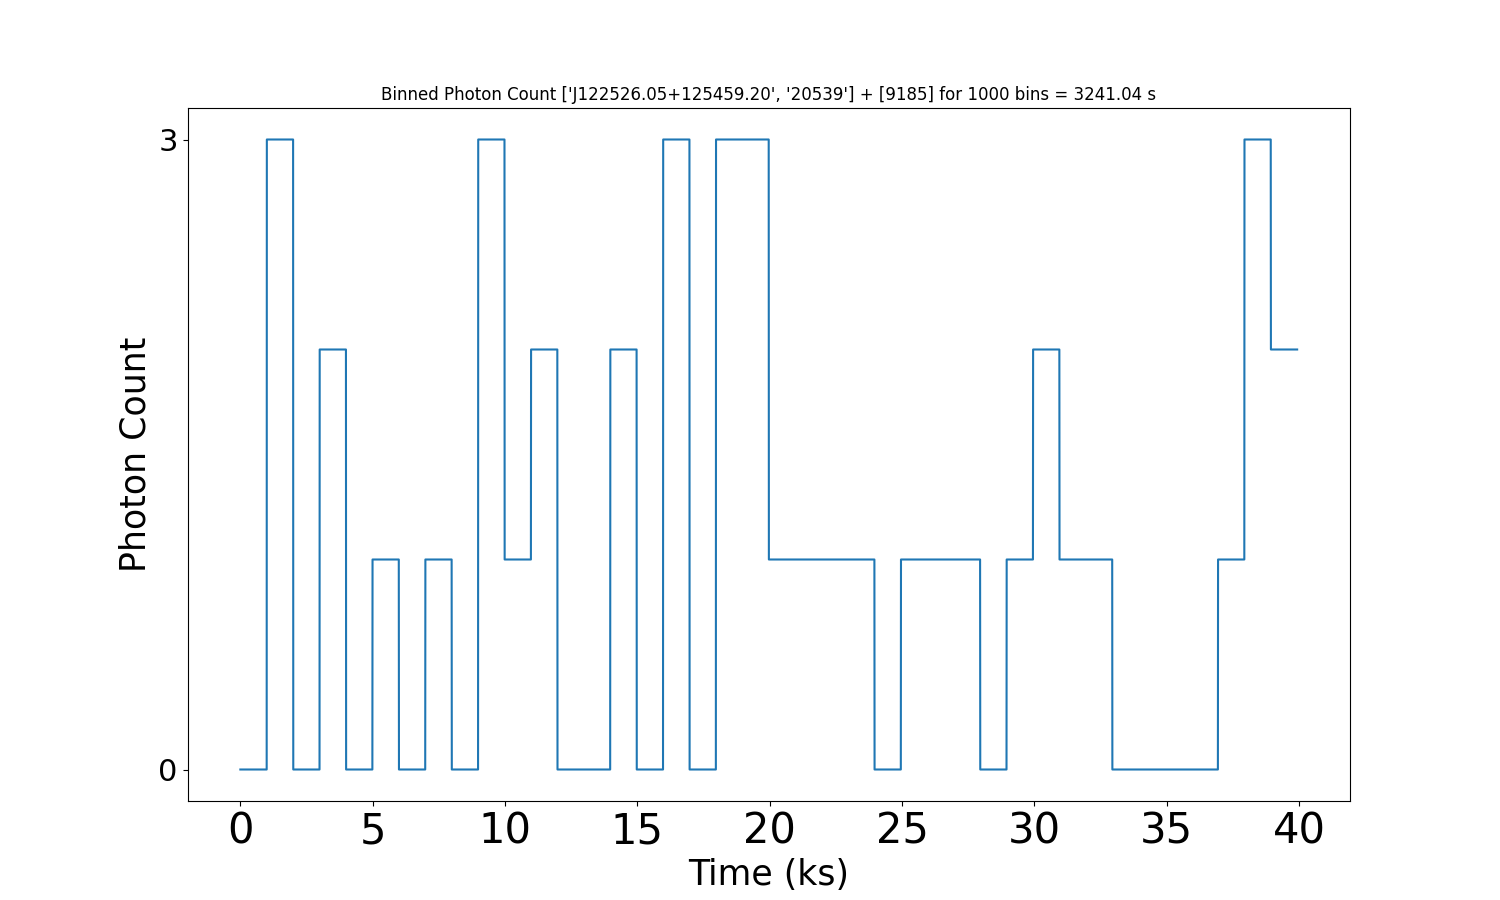 Binned Photon Count ['J122526.05+125459.20', '20539'] + [9185] for 1000 bins = 3241.04 s
3
Photon Count
0
0 5 10 15 20 25 30 35 40
Time (ks)